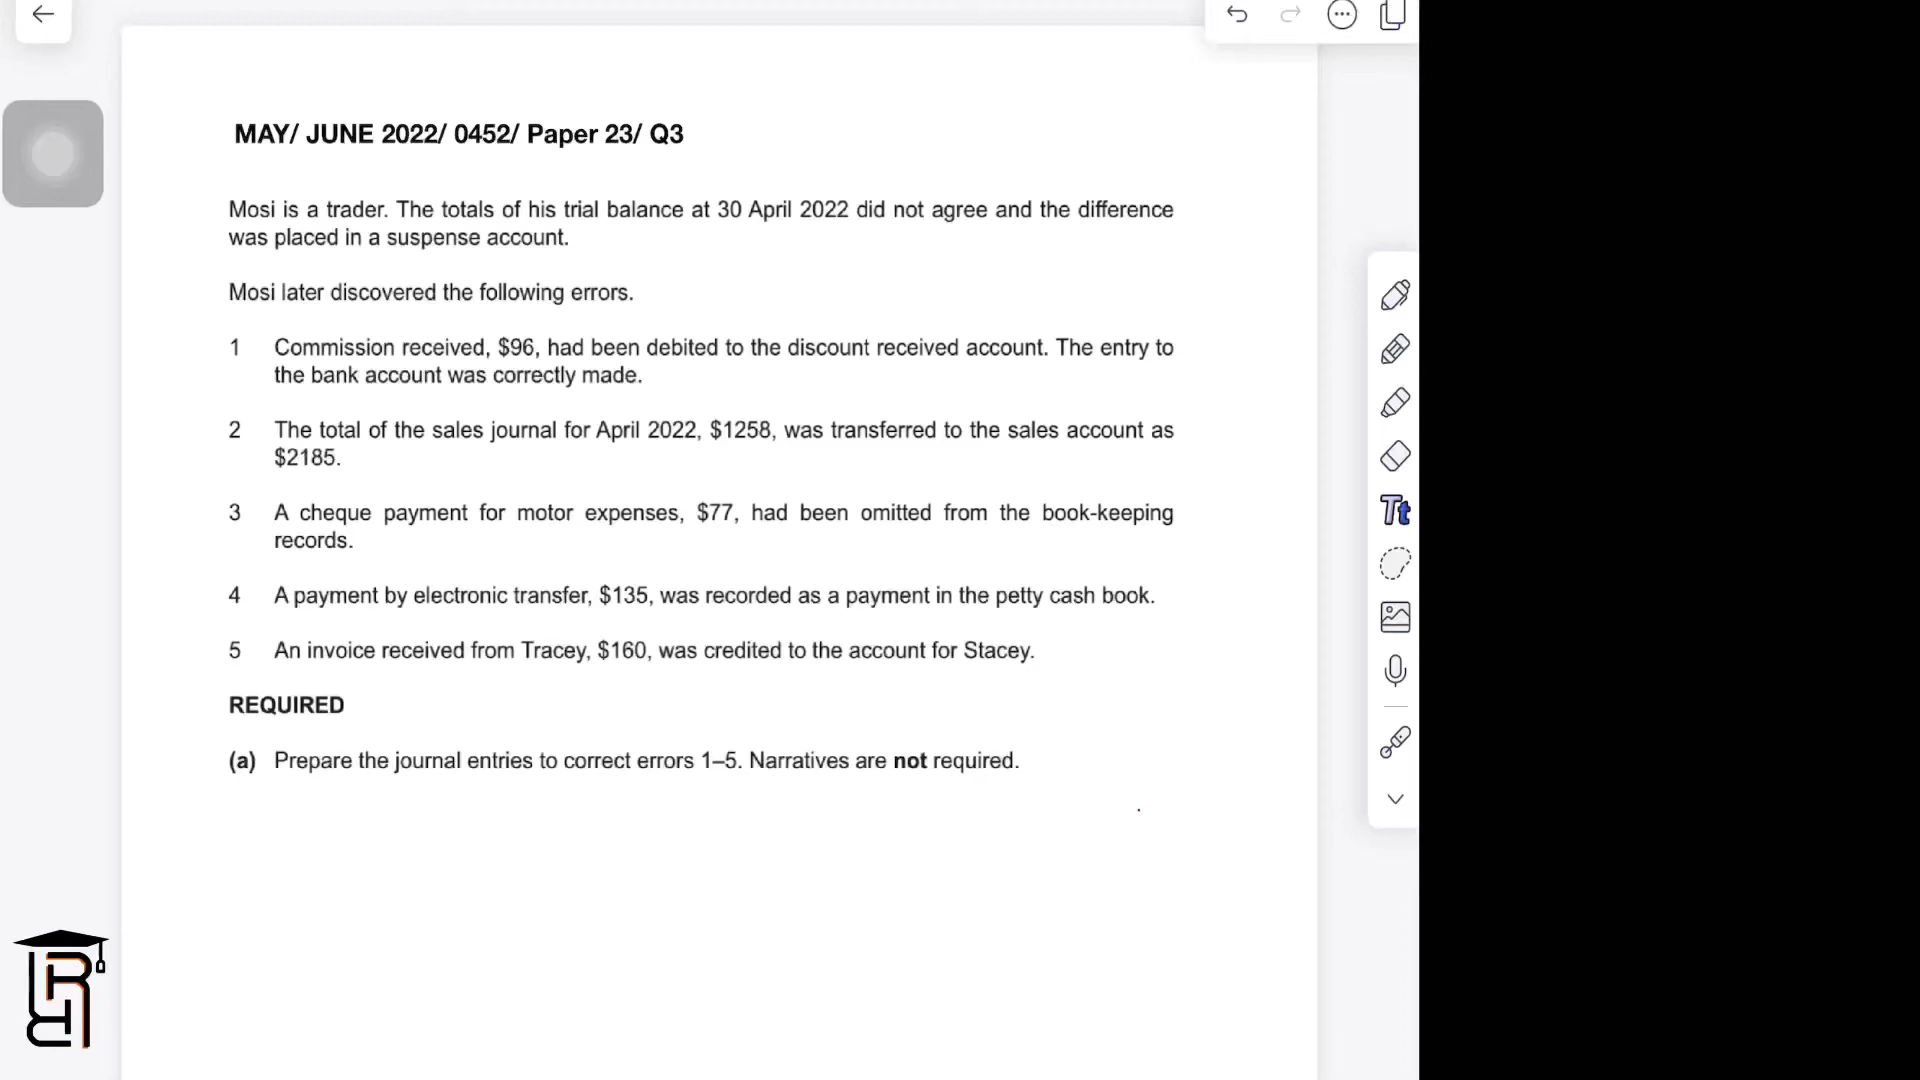 MAY/ JUNE 2022/ 0452/ Paper 23/ Q3
Mosi is a trader. The totals of his trial balance at 30 April 2022 did not agree and the difference
was placed in a suspense account.
Mosi later discovered the following errors.
1 Commission received, $96, had been debited to the discount received account. The entry to
the bank account was correctly made.
2 The total of the sales journal for April 2022, $1258, was transferred to the sales account as
$2185.
3 A cheque payment for motor expenses, $77, had been omitted from the book-keeping
records.
4 A payment by electronic transfer, $135, was recorded as a payment in the petty cash book.
5 An invoice received from Tracey, $160, was credited to the account for Stacey.
REQUIRED
(a) Prepare the journal entries to correct errors 1–5. Narratives are not required.
Tt